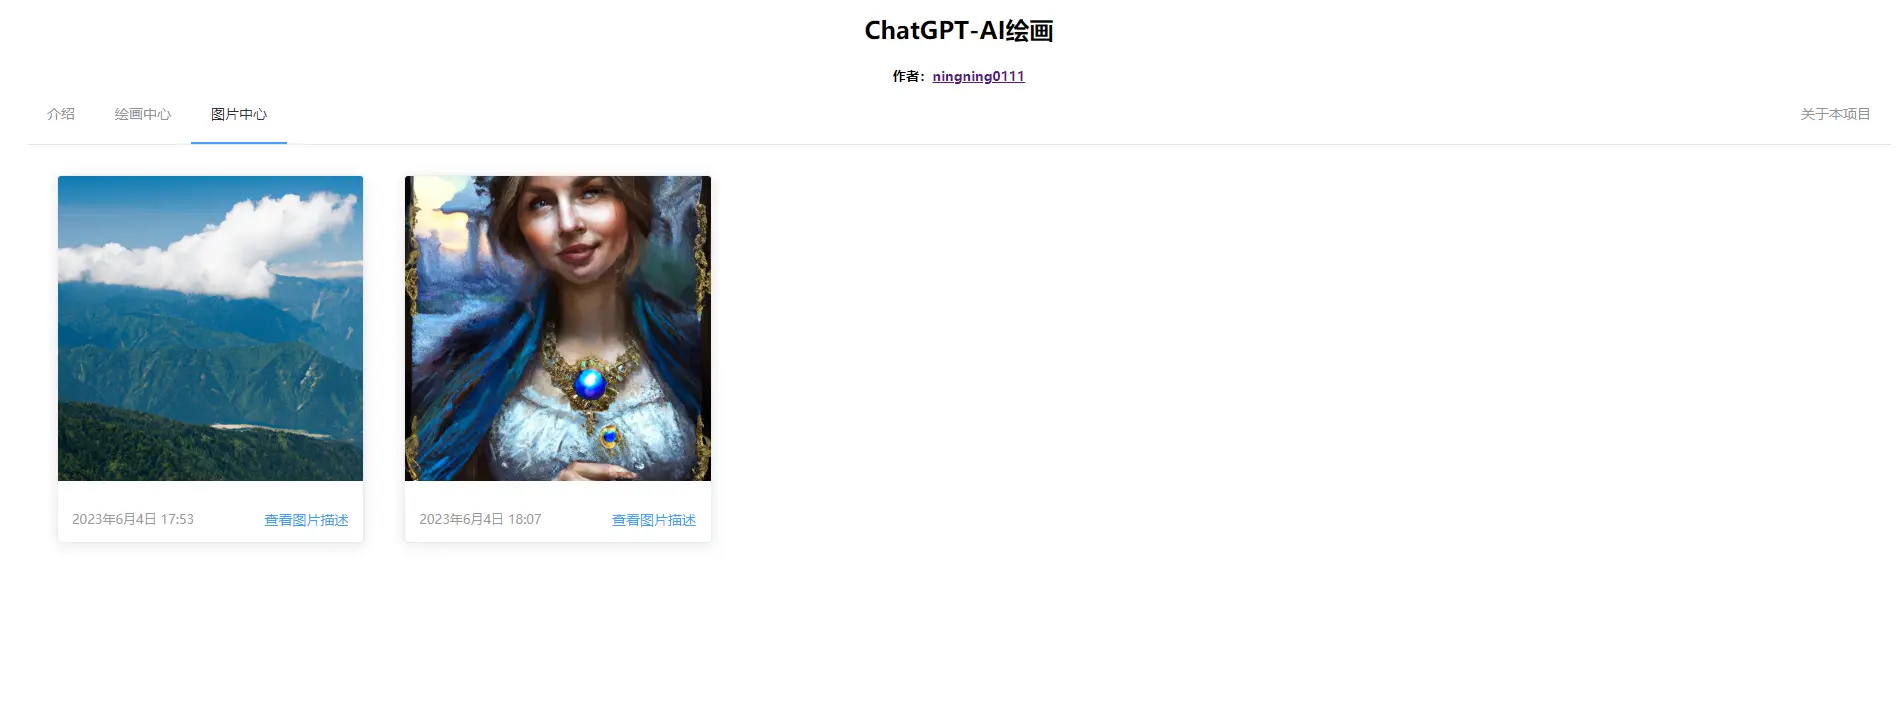 ChatGPT-AI绘画
作者：ningning0111
介绍 绘画中心 图片中心 关于本项目
2023年6月4日 17:53 查看图片描述 2023年6月4日 18:07 查看图片描述